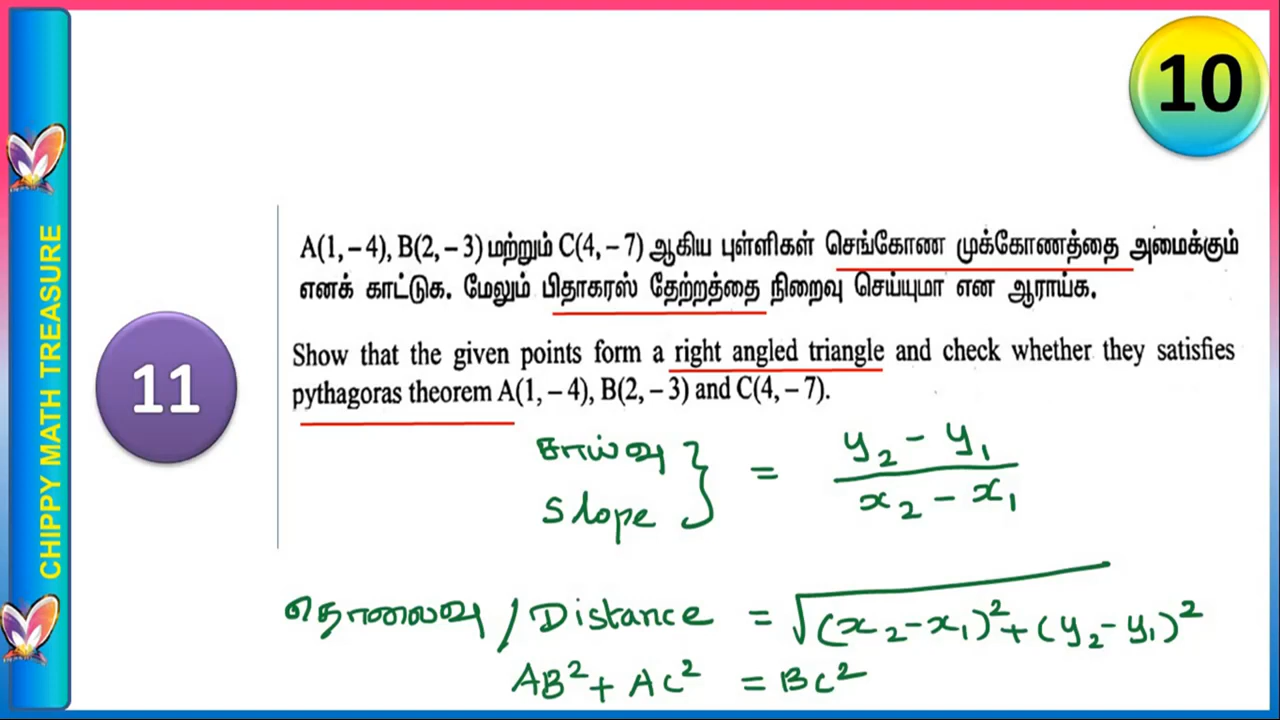 10
CHIPPY MATH TREASURE
11
A(1, – 4), B(2, – 3) மற்றும் C(4, – 7) ஆகிய புள்ளிகள் செங்கோண முக்கோணத்தை அமைக்கும்
எனக் காட்டுக. மேலும் பிதாகரஸ் தேற்றத்தை நிறைவு செய்யுமா என ஆராய்க.
Show that the given points form a right angled triangle and check whether they satisfies
pythagoras theorem A(1, – 4), B(2, – 3) and C(4, – 7).
சாய்வு
Slope } = (y₂ – y₁) / (x₂ – x₁)
தொலைவு / Distance = √(x₂–x₁)²+(y₂–y₁)²
AB²+ AC² = BC²